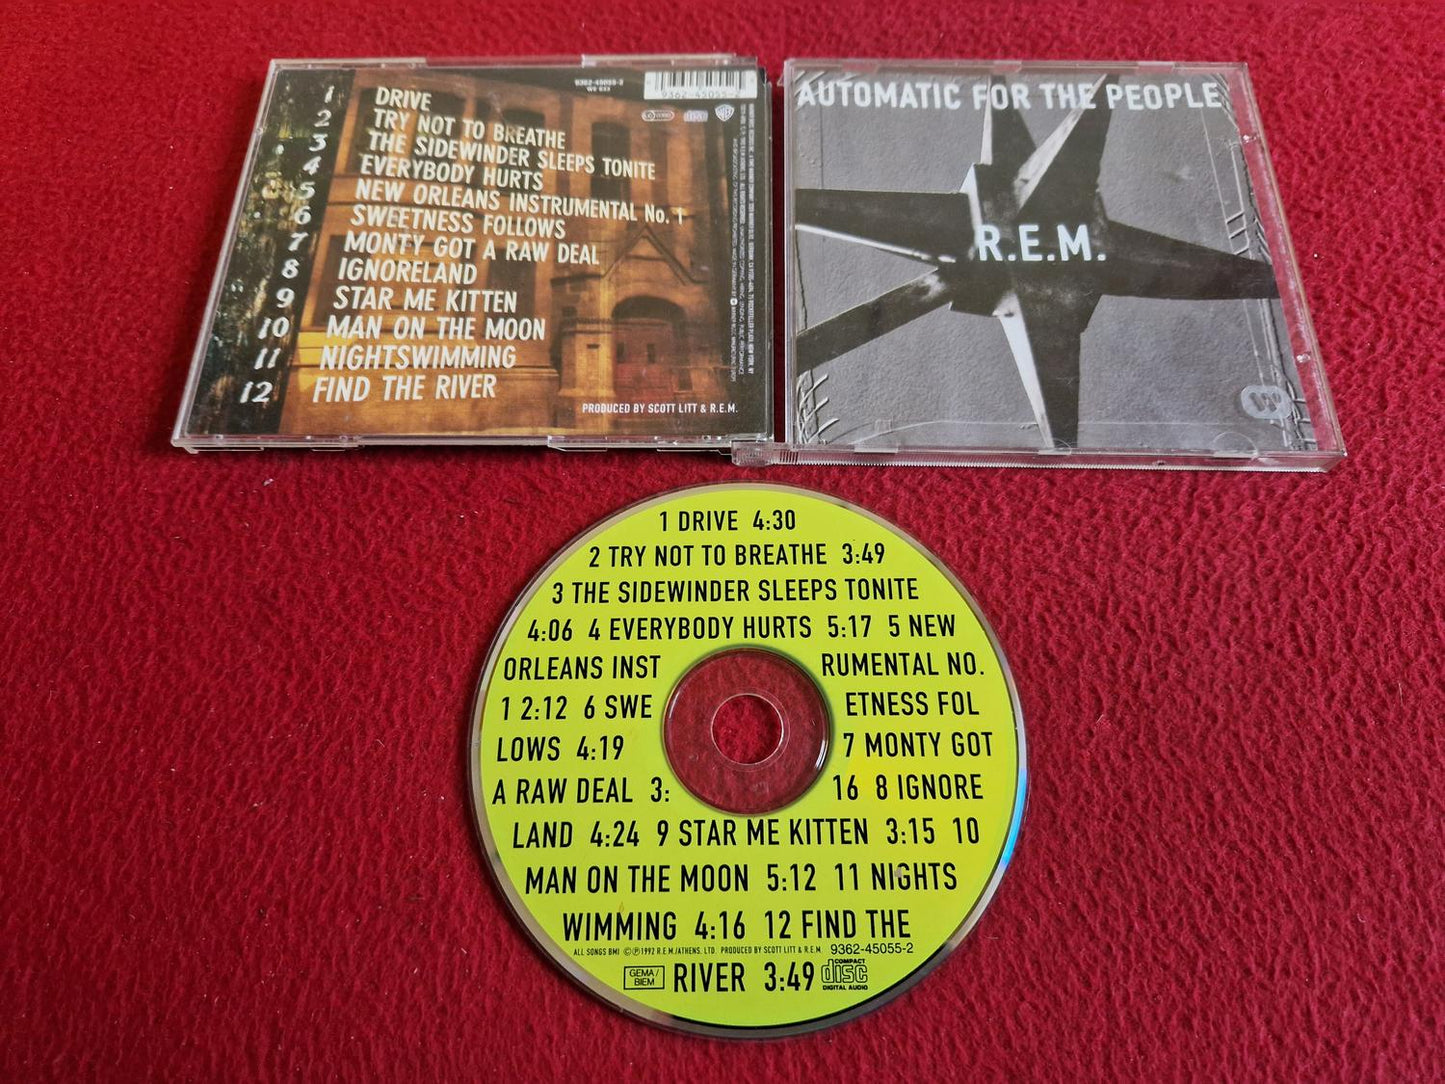 9362-45055-2
WE 833
9362-45055-2
1 DRIVE
2 TRY NOT TO BREATHE
3 THE SIDEWINDER SLEEPS TONITE
4 EVERYBODY HURTS
5 NEW ORLEANS INSTRUMENTAL No. 1
6 SWEETNESS FOLLOWS
7 MONTY GOT A RAW DEAL
8 IGNORELAND
9 STAR ME KITTEN
10 MAN ON THE MOON
11 NIGHTSWIMMING
12 FIND THE RIVER
PRODUCED BY SCOTT LITT & R.E.M.
AUTOMATIC FOR THE PEOPLE
R.E.M.
1 DRIVE 4:30
2 TRY NOT TO BREATHE 3:49
3 THE SIDEWINDER SLEEPS TONITE
4:06 4 EVERYBODY HURTS 5:17 5 NEW
ORLEANS INST RUMENTAL NO.
1 2:12 6 SWE ETNESS FOL
LOWS 4:19 7 MONTY GOT
A RAW DEAL 3: 16 8 IGNORE
LAND 4:24 9 STAR ME KITTEN 3:15 10
MAN ON THE MOON 5:12 11 NIGHTS
WIMMING 4:16 12 FIND THE
ALL SONGS BMI ©℗1992 R.E.M./ATHENS, LTD. PRODUCED BY SCOTT LITT & R.E.M. 9362-45055-2
GEMA/
BIEM
RIVER 3:49
COMPACT
disc
DIGITAL AUDIO